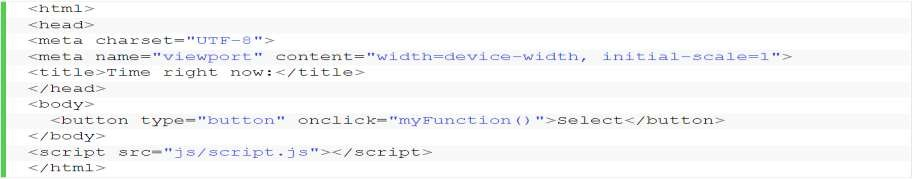 <html>
<head>
<meta charset="UTF-8">
<meta name="viewport" content="width=device-width, initial-scale=1">
<title>Time right now:</title>
</head>
<body>
  <button type="button" onclick="myFunction()">Select</button>
</body>
<script src="js/script.js"></script>
</html>